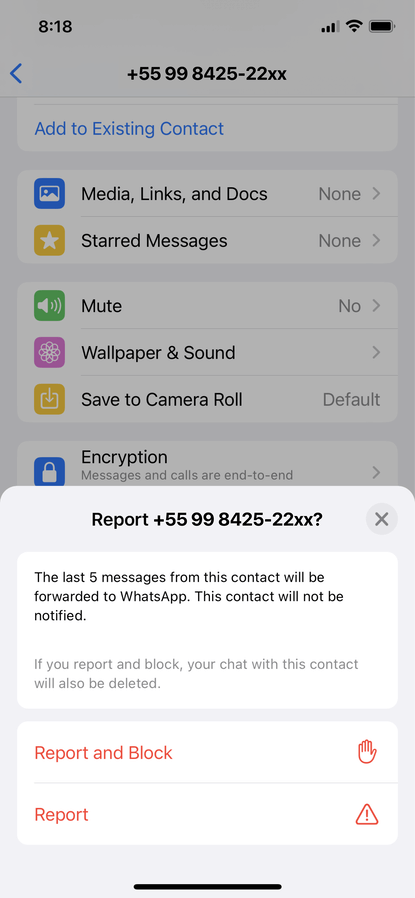 8:18
+55 99 8425-22xx
Add to Existing Contact
Media, Links, and Docs None
Starred Messages None
Mute No
Wallpaper & Sound
Save to Camera Roll Default
Encryption
Messages and calls are end-to-end
Report +55 99 8425-22xx?
The last 5 messages from this contact will be
forwarded to WhatsApp. This contact will not be
notified.
If you report and block, your chat with this contact
will also be deleted.
Report and Block
Report